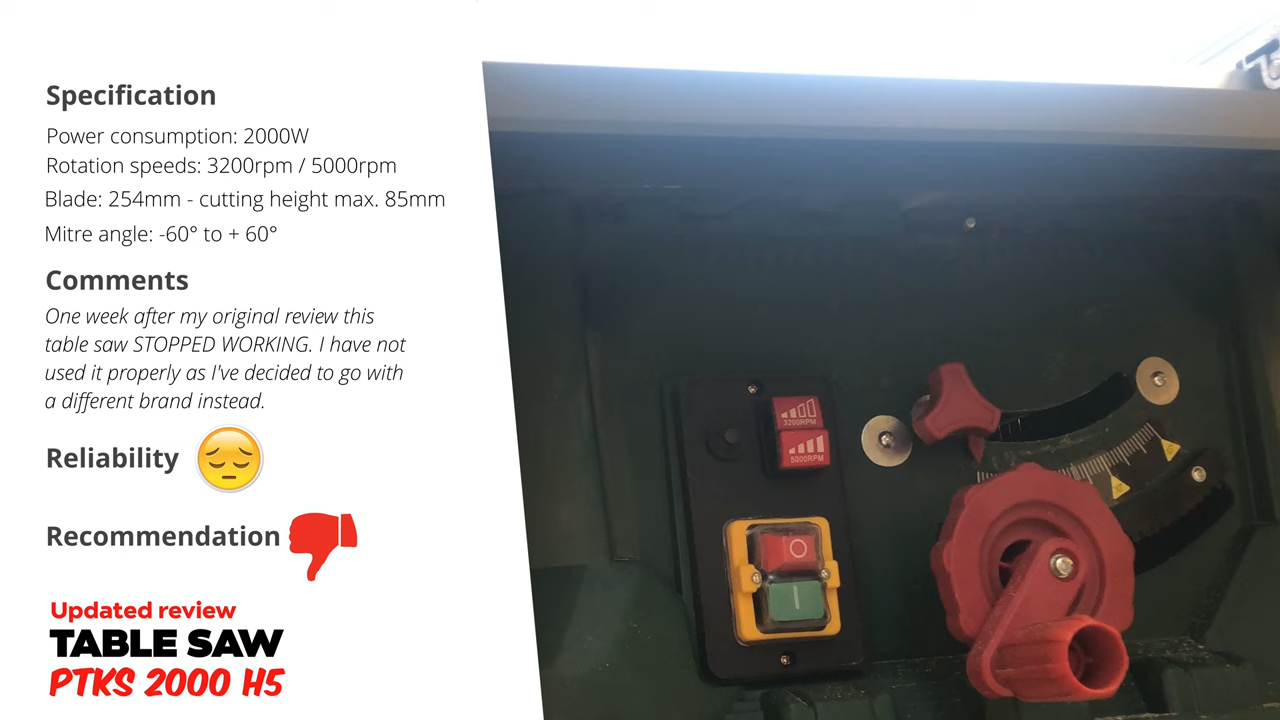 Specification
Power consumption: 2000W
Rotation speeds: 3200rpm / 5000rpm
Blade: 254mm - cutting height max. 85mm
Mitre angle: -60° to + 60°
Comments
One week after my original review this
table saw STOPPED WORKING. I have not
used it properly as I've decided to go with
a different brand instead.
Reliability
Recommendation
Updated review
TABLE SAW
PTKS 2000 H5
3200RPM
5000RPM
O
I